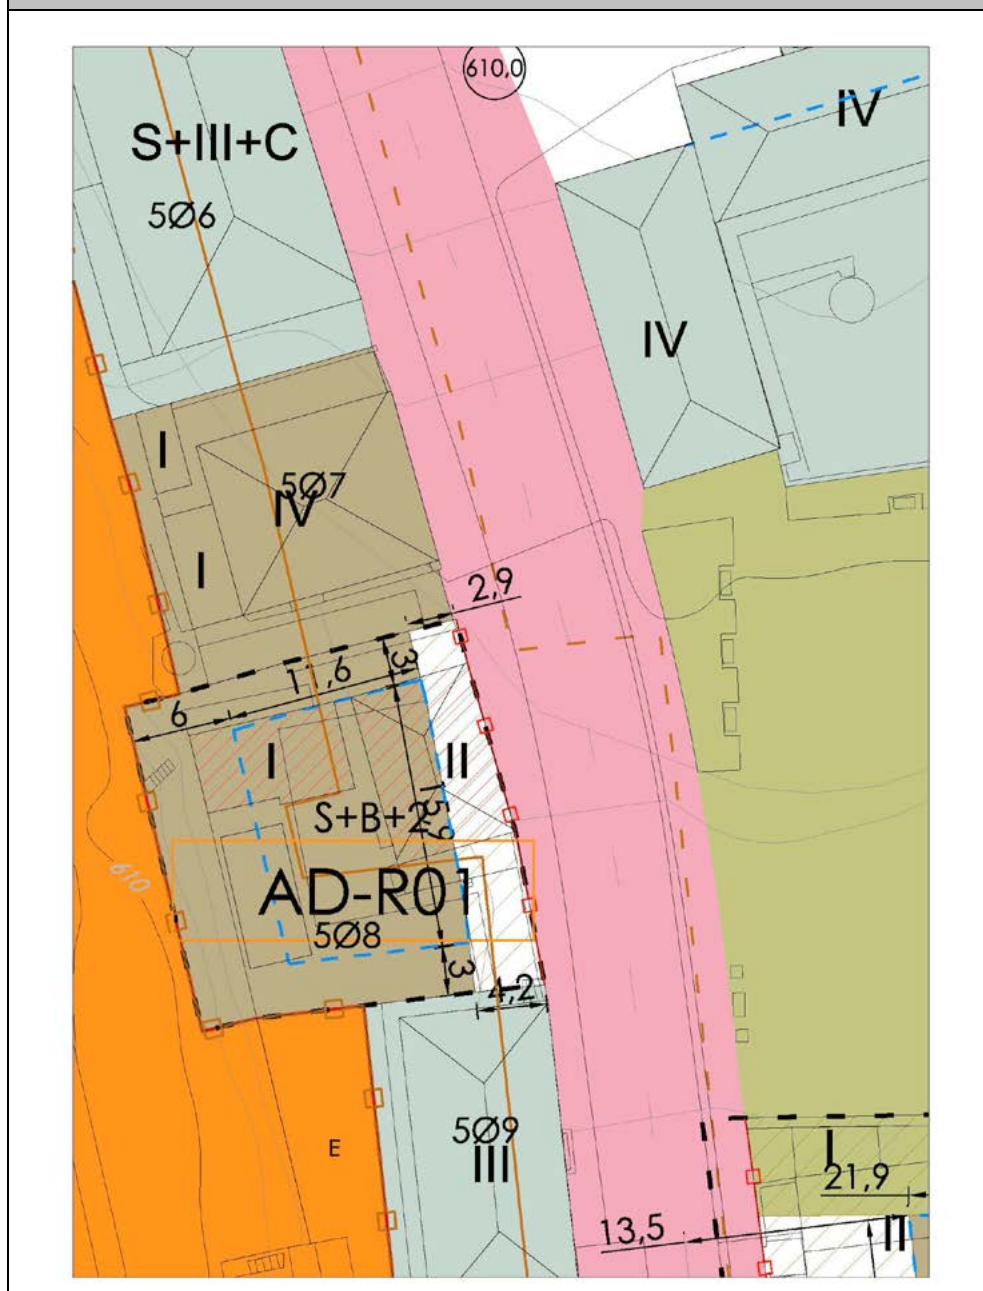 610,0
IV
S+III+C
5Ø6
IV
I
5Ø7
IV
I
2,9
3
11,6
6
I
II
S+B+2
15,9
610
AD-R01
5Ø8
3
4,2
5Ø9
III
E
I
21,9
13,5
II